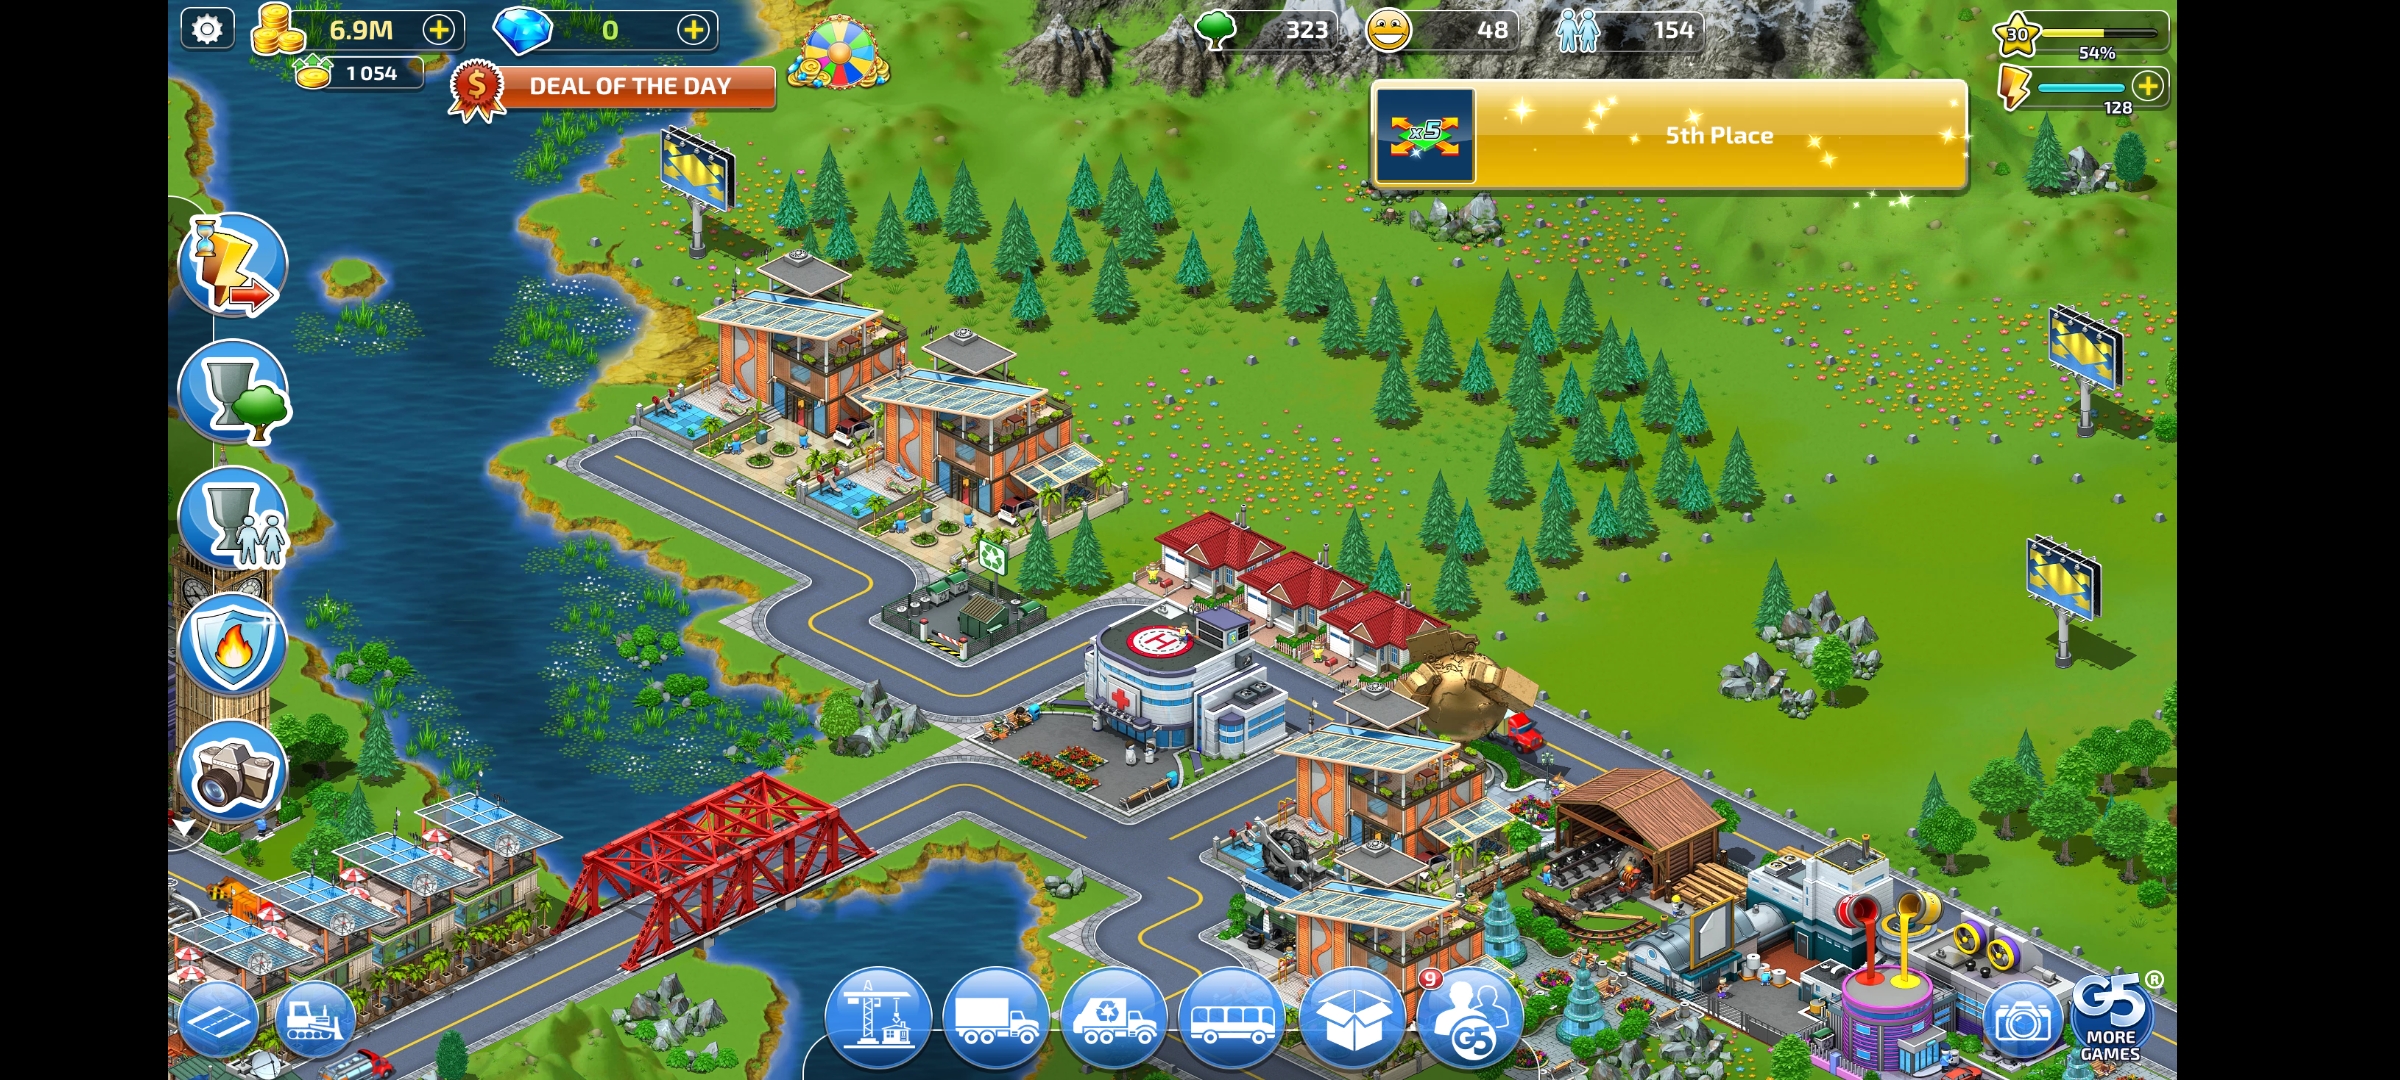 6.9M
0
323
48
154
30
54%
1 054
DEAL OF THE DAY
128
x5
5th Place
H
9
G5
G5®
MORE
GAMES